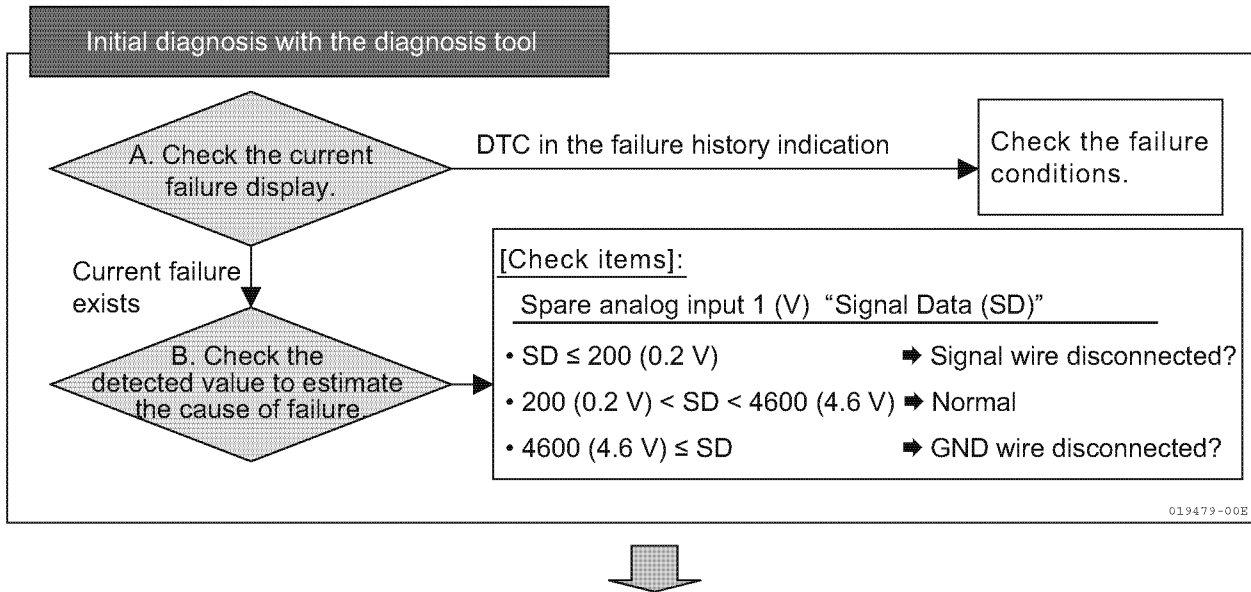 Initial diagnosis with the diagnosis tool
A. Check the current
failure display.
DTC in the failure history indication
Check the failure
conditions.
Current failure
exists
B. Check the
detected value to estimate
the cause of failure.
[Check items]:
Spare analog input 1 (V) “Signal Data (SD)”
• SD ≤ 200 (0.2 V) ➡ Signal wire disconnected?
• 200 (0.2 V) < SD < 4600 (4.6 V) ➡ Normal
• 4600 (4.6 V) ≤ SD ➡ GND wire disconnected?
019479-00E